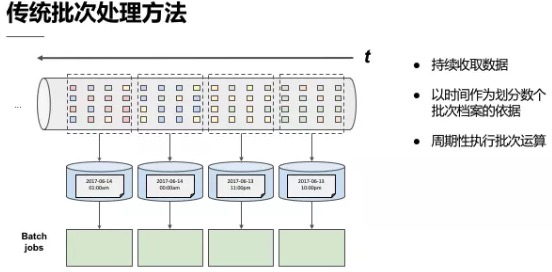 传统批次处理方法
t
...
2017-06-14
01:00am
2017-06-14
00:00am
2017-06-13
11:00pm
2017-06-13
10:00pm
Batch
jobs
● 持续收取数据
● 以时间作为划分数个
批次档案的依据
● 周期性执行批次运算